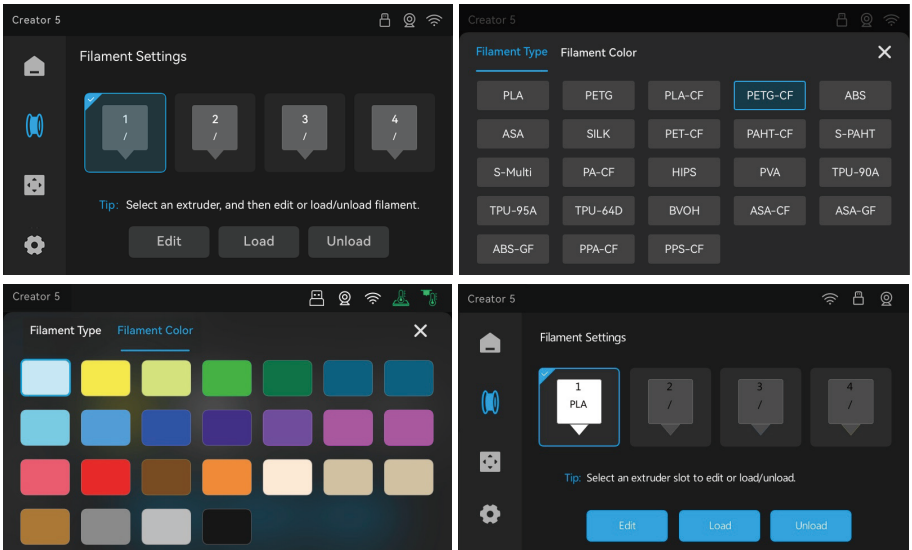 Creator 5
Filament Settings
1
/
2
/
3
/
4
/
Tip: Select an extruder, and then edit or load/unload filament.
Edit Load Unload
Creator 5
Filament Type Filament Color
PLA PETG PLA-CF PETG-CF ABS
ASA SILK PET-CF PAHT-CF S-PAHT
S-Multi PA-CF HIPS PVA TPU-90A
TPU-95A TPU-64D BVOH ASA-CF ASA-GF
ABS-GF PPA-CF PPS-CF
Creator 5
Filament Type Filament Color
Creator 5
Filament Settings
1
PLA
2
/
3
/
4
/
Tip: Select an extruder slot to edit or load/unload.
Edit Load Unload